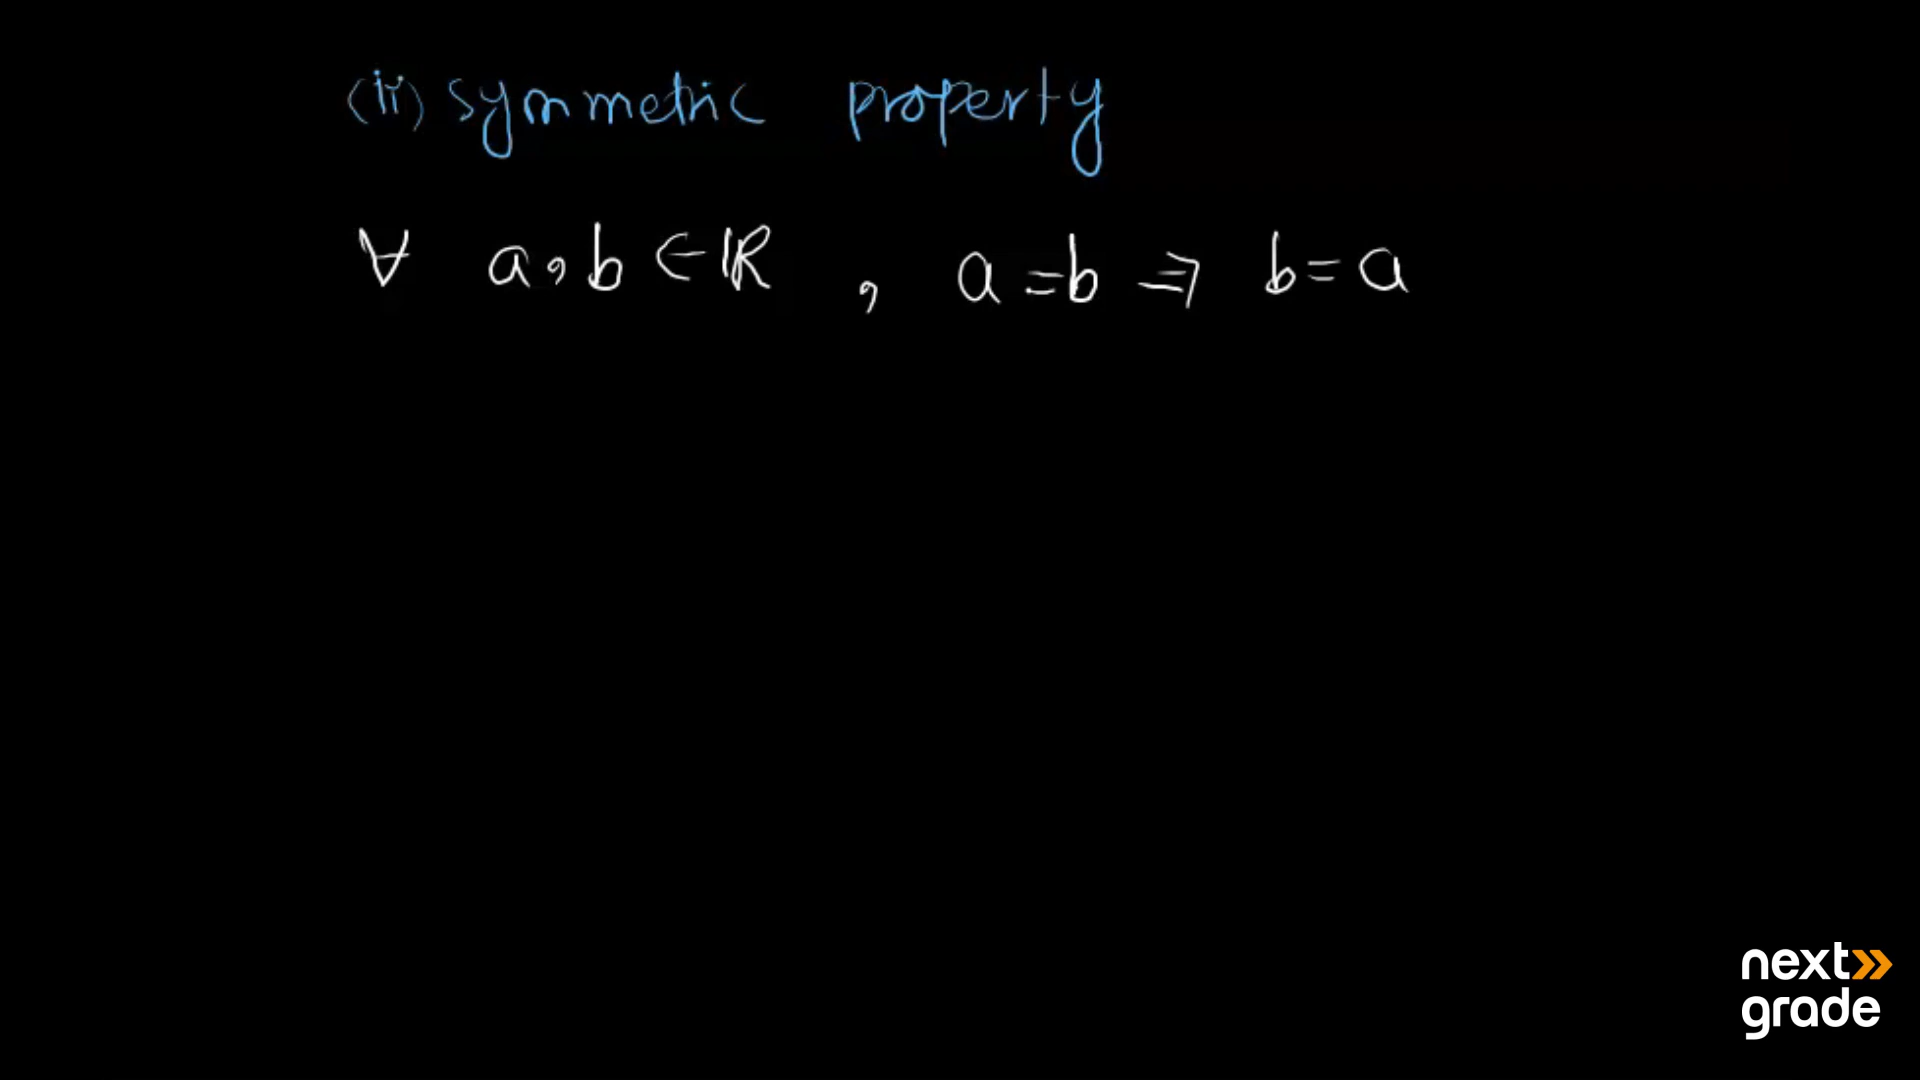 (ii) symmetric property
∀ a, b ∈ ℝ , a = b ⇒ b = a
next
grade